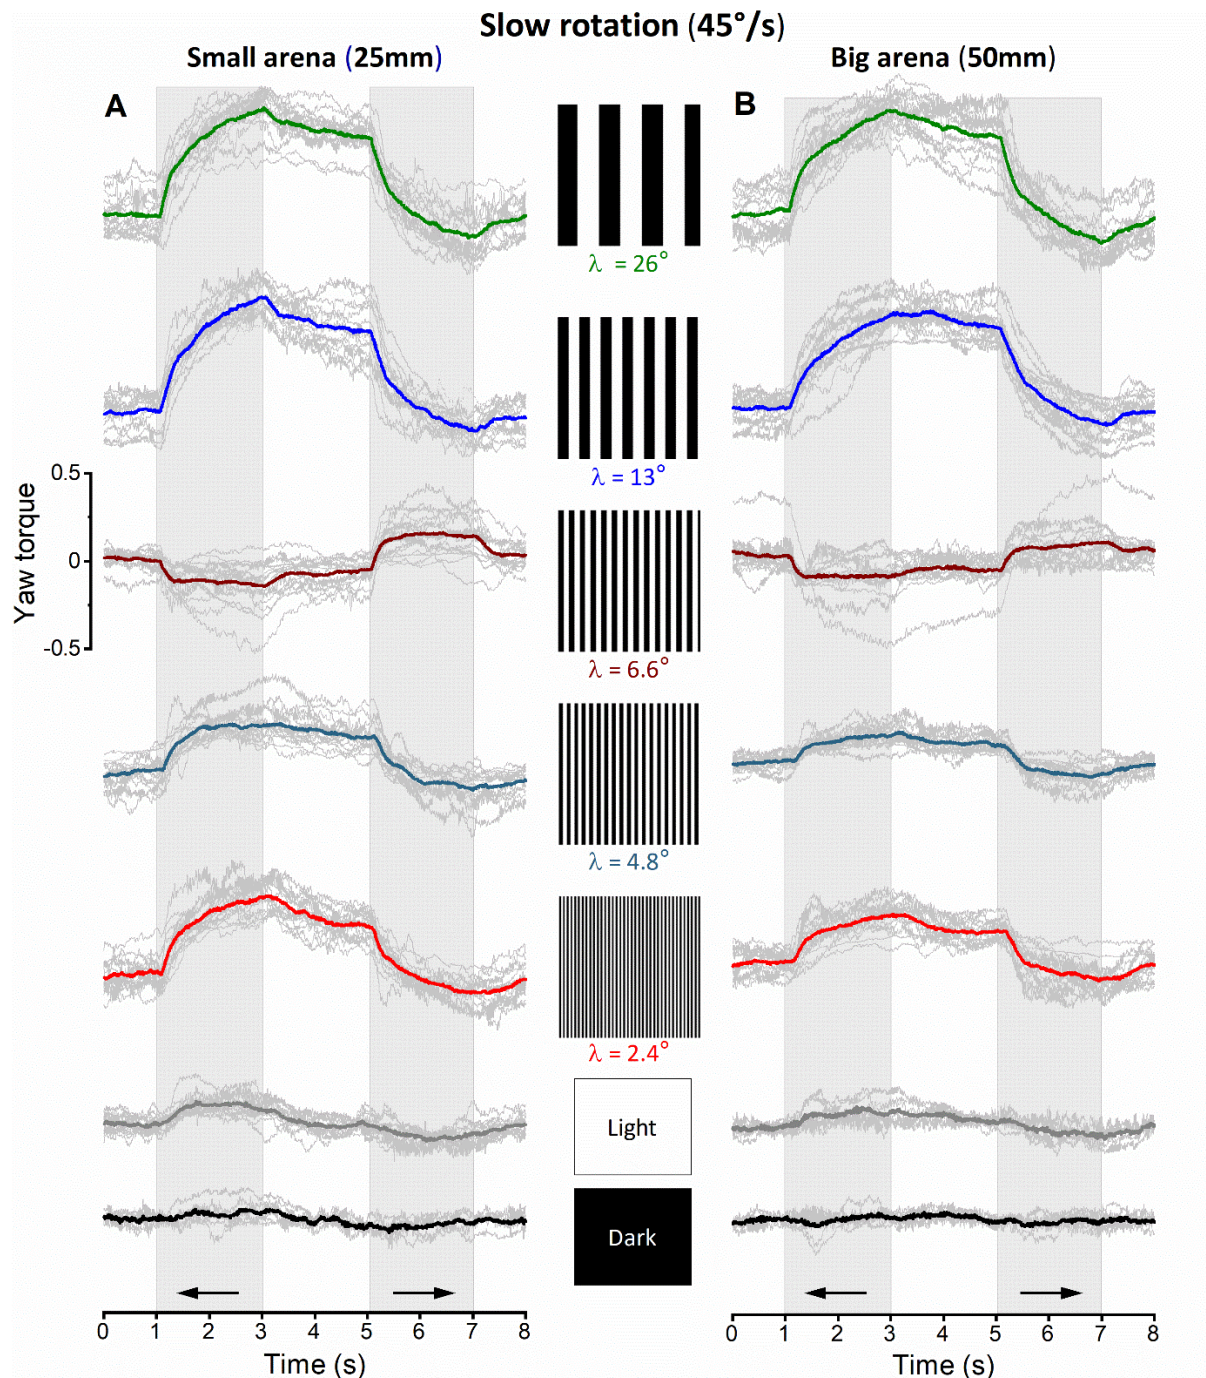 Slow rotation (45°/s)
Small arena (25mm)
Big arena (50mm)
A
B
λ = 26°
λ = 13°
0.5
0
-0.5
Yaw torque
λ = 6.6°
λ = 4.8°
λ = 2.4°
Light
Dark
0 1 2 3 4 5 6 7 8
Time (s)
0 1 2 3 4 5 6 7 8
Time (s)